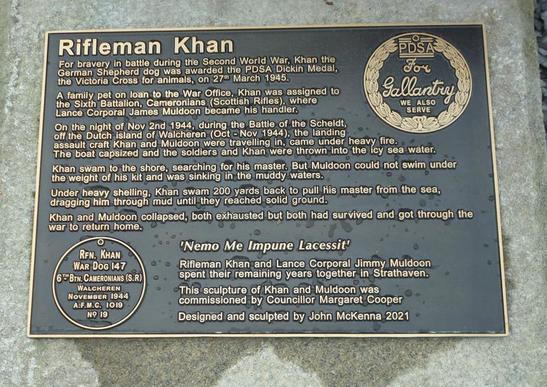 Rifleman Khan
For bravery in battle during the Second World War, Khan the
German Shepherd dog was awarded the PDSA Dickin Medal,
the Victoria Cross for animals, on 27th March 1945.
A family pet on loan to the War Office, Khan was assigned to
the Sixth Battalion, Cameronians (Scottish Rifles), where
Lance Corporal James Muldoon became his handler.
PDSA
For
Gallantry
WE ALSO
SERVE
On the night of Nov 2nd 1944, during the Battle of the Scheldt,
off the Dutch island of Walcheren (Oct - Nov 1944), the landing
assault craft Khan and Muldoon were travelling in, came under heavy fire.
The boat capsized and the soldiers and Khan were thrown into the icy sea water.
Khan swam to the shore, searching for his master. But Muldoon could not swim under
the weight of his kit and was sinking in the muddy waters.
Under heavy shelling, Khan swam 200 yards back to pull his master from the sea,
dragging him through mud until they reached solid ground.
Khan and Muldoon collapsed, both exhausted but both had survived and got through the
war to return home.
RFN. KHAN
WAR DOG 147
6TH BTN. CAMERONIANS (S.R)
WALCHEREN
NOVEMBER 1944
A.F.M.C. 1019
No 19
'Nemo Me Impune Lacessit'
Rifleman Khan and Lance Corporal Jimmy Muldoon
spent their remaining years together in Strathaven.
This sculpture of Khan and Muldoon was
commissioned by Councillor Margaret Cooper
Designed and sculpted by John McKenna 2021